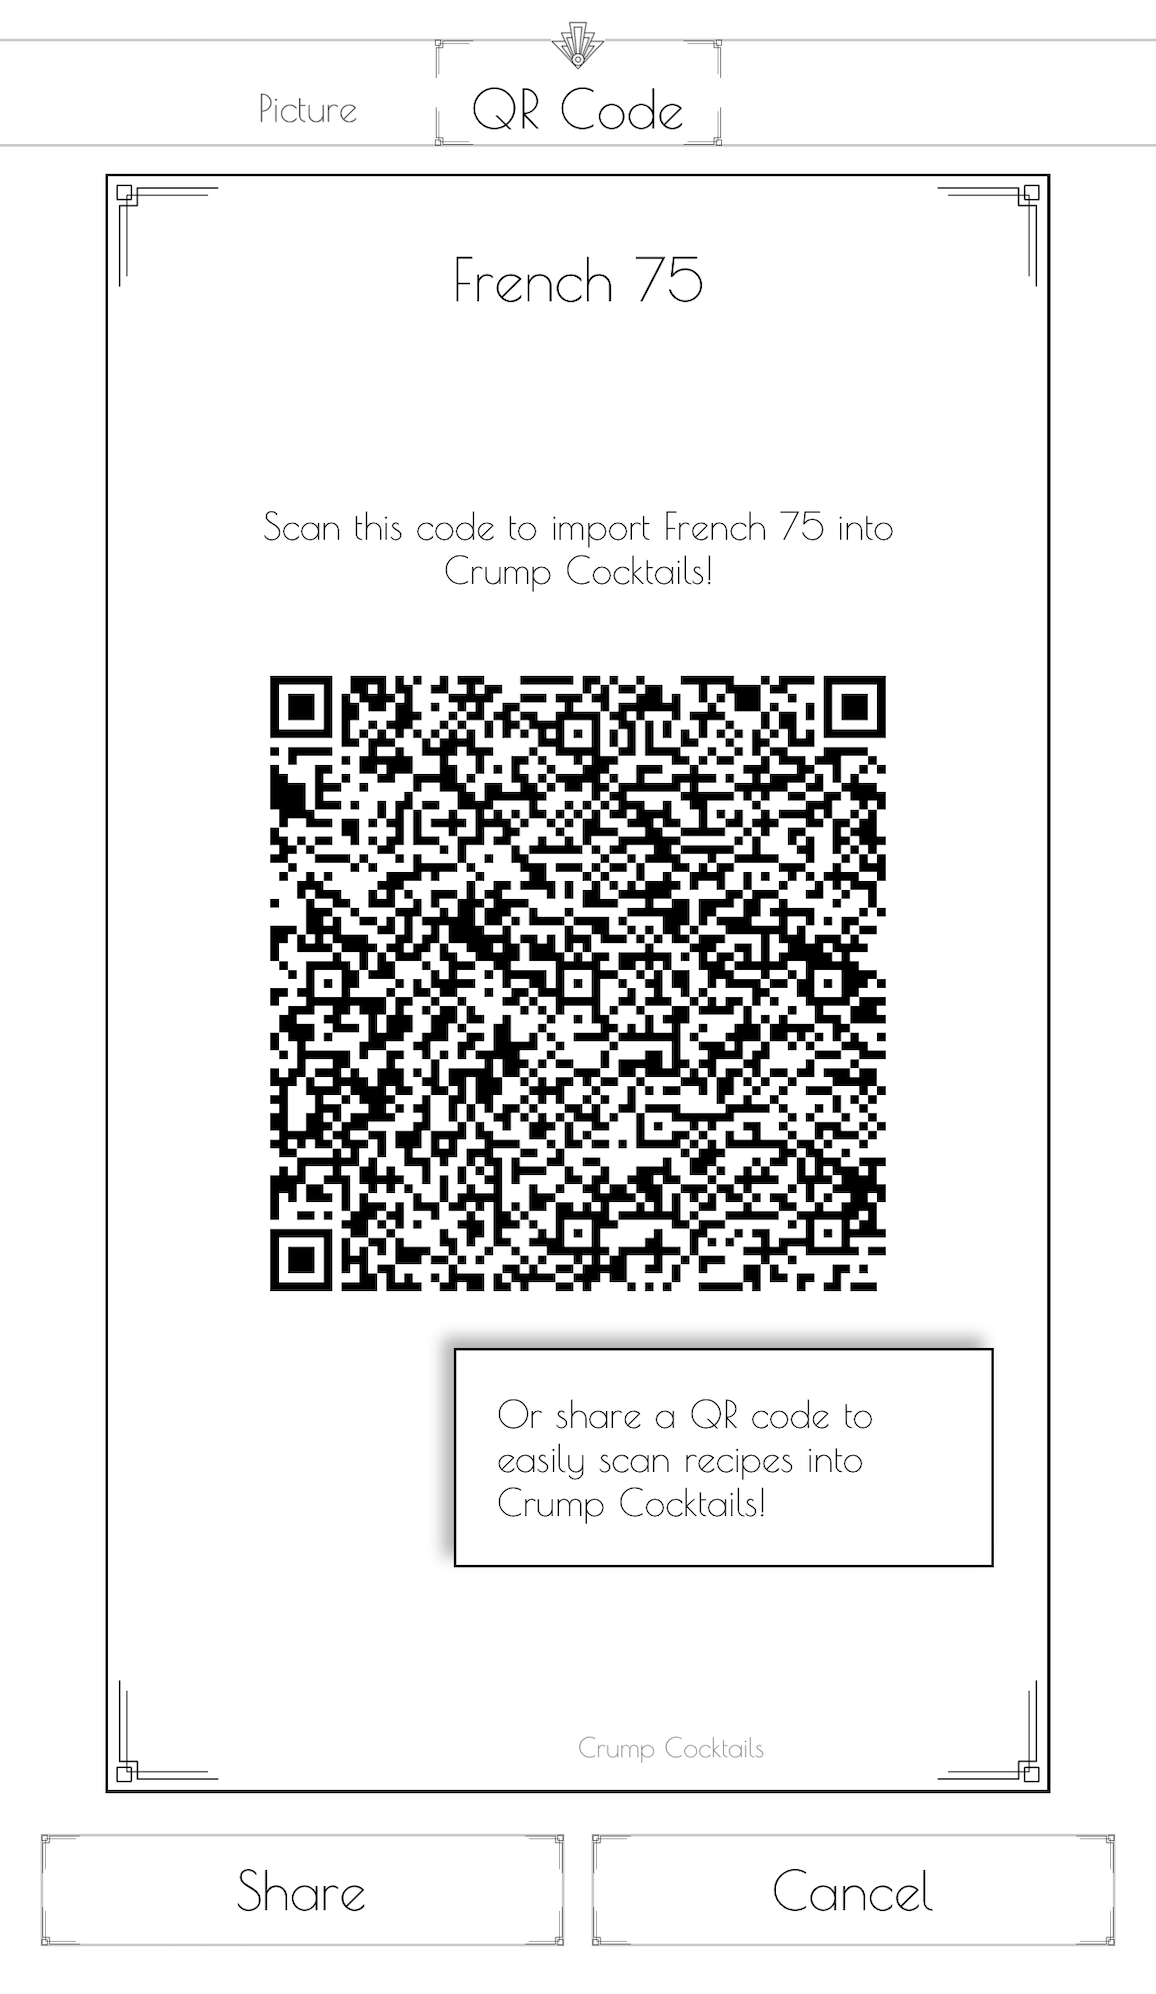 Picture
QR Code
French 75
Scan this code to import French 75 into
Crump Cocktails!
Or share a QR code to
easily scan recipes into
Crump Cocktails!
Crump Cocktails
Share
Cancel